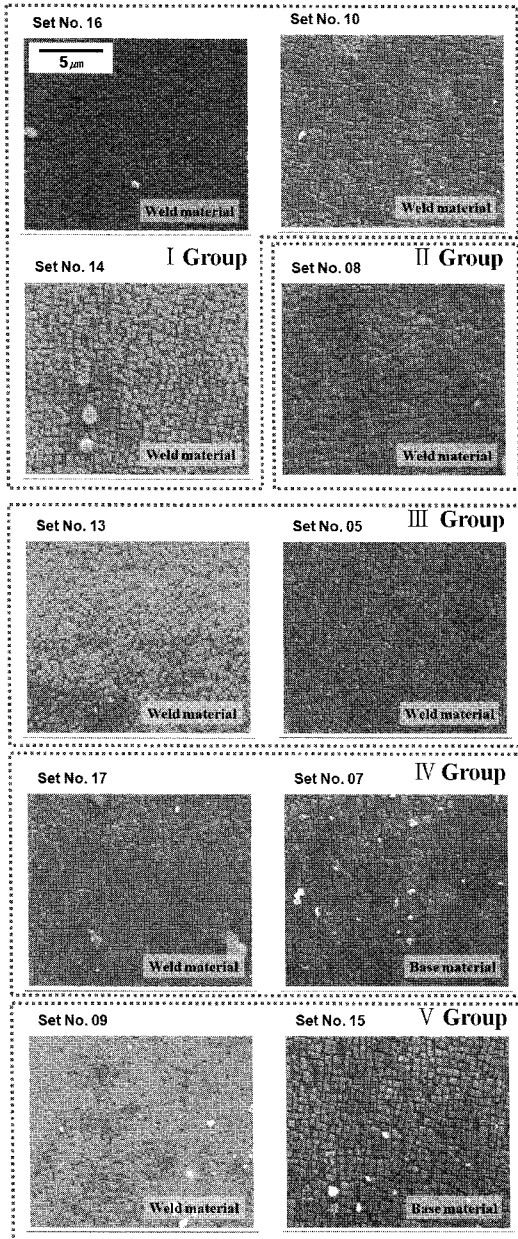 Set No. 16
Set No. 10
5 μm
Weld material
Weld material
Ⅰ Group
Ⅱ Group
Set No. 14
Set No. 08
Weld material
Weld material
Ⅲ Group
Set No. 13
Set No. 05
Weld material
Weld material
Ⅳ Group
Set No. 17
Set No. 07
Weld material
Base material
Ⅴ Group
Set No. 09
Set No. 15
Weld material
Base material